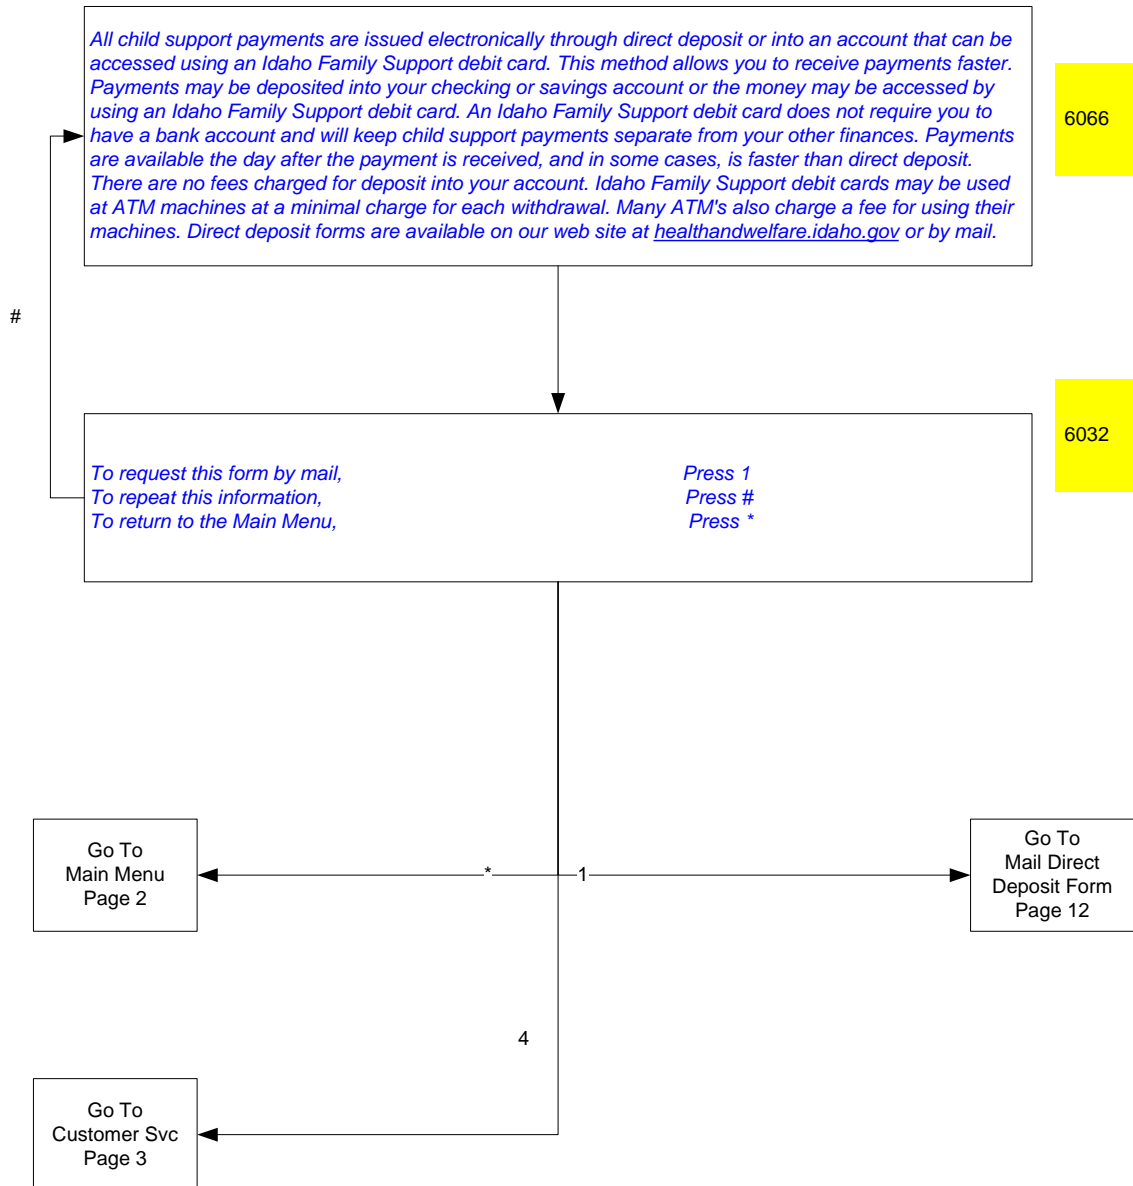 All child support payments are issued electronically through direct deposit or into an account that can be
accessed using an Idaho Family Support debit card. This method allows you to receive payments faster.
Payments may be deposited into your checking or savings account or the money may be accessed by
using an Idaho Family Support debit card. An Idaho Family Support debit card does not require you to
have a bank account and will keep child support payments separate from your other finances. Payments
are available the day after the payment is received, and in some cases, is faster than direct deposit.
There are no fees charged for deposit into your account. Idaho Family Support debit cards may be used
at ATM machines at a minimal charge for each withdrawal. Many ATM's also charge a fee for using their
machines. Direct deposit forms are available on our web site at healthandwelfare.idaho.gov or by mail.
6066
#
6032
To request this form by mail, Press 1
To repeat this information, Press #
To return to the Main Menu, Press *
Go To
Main Menu
Page 2
*
1
Go To
Mail Direct
Deposit Form
Page 12
4
Go To
Customer Svc
Page 3